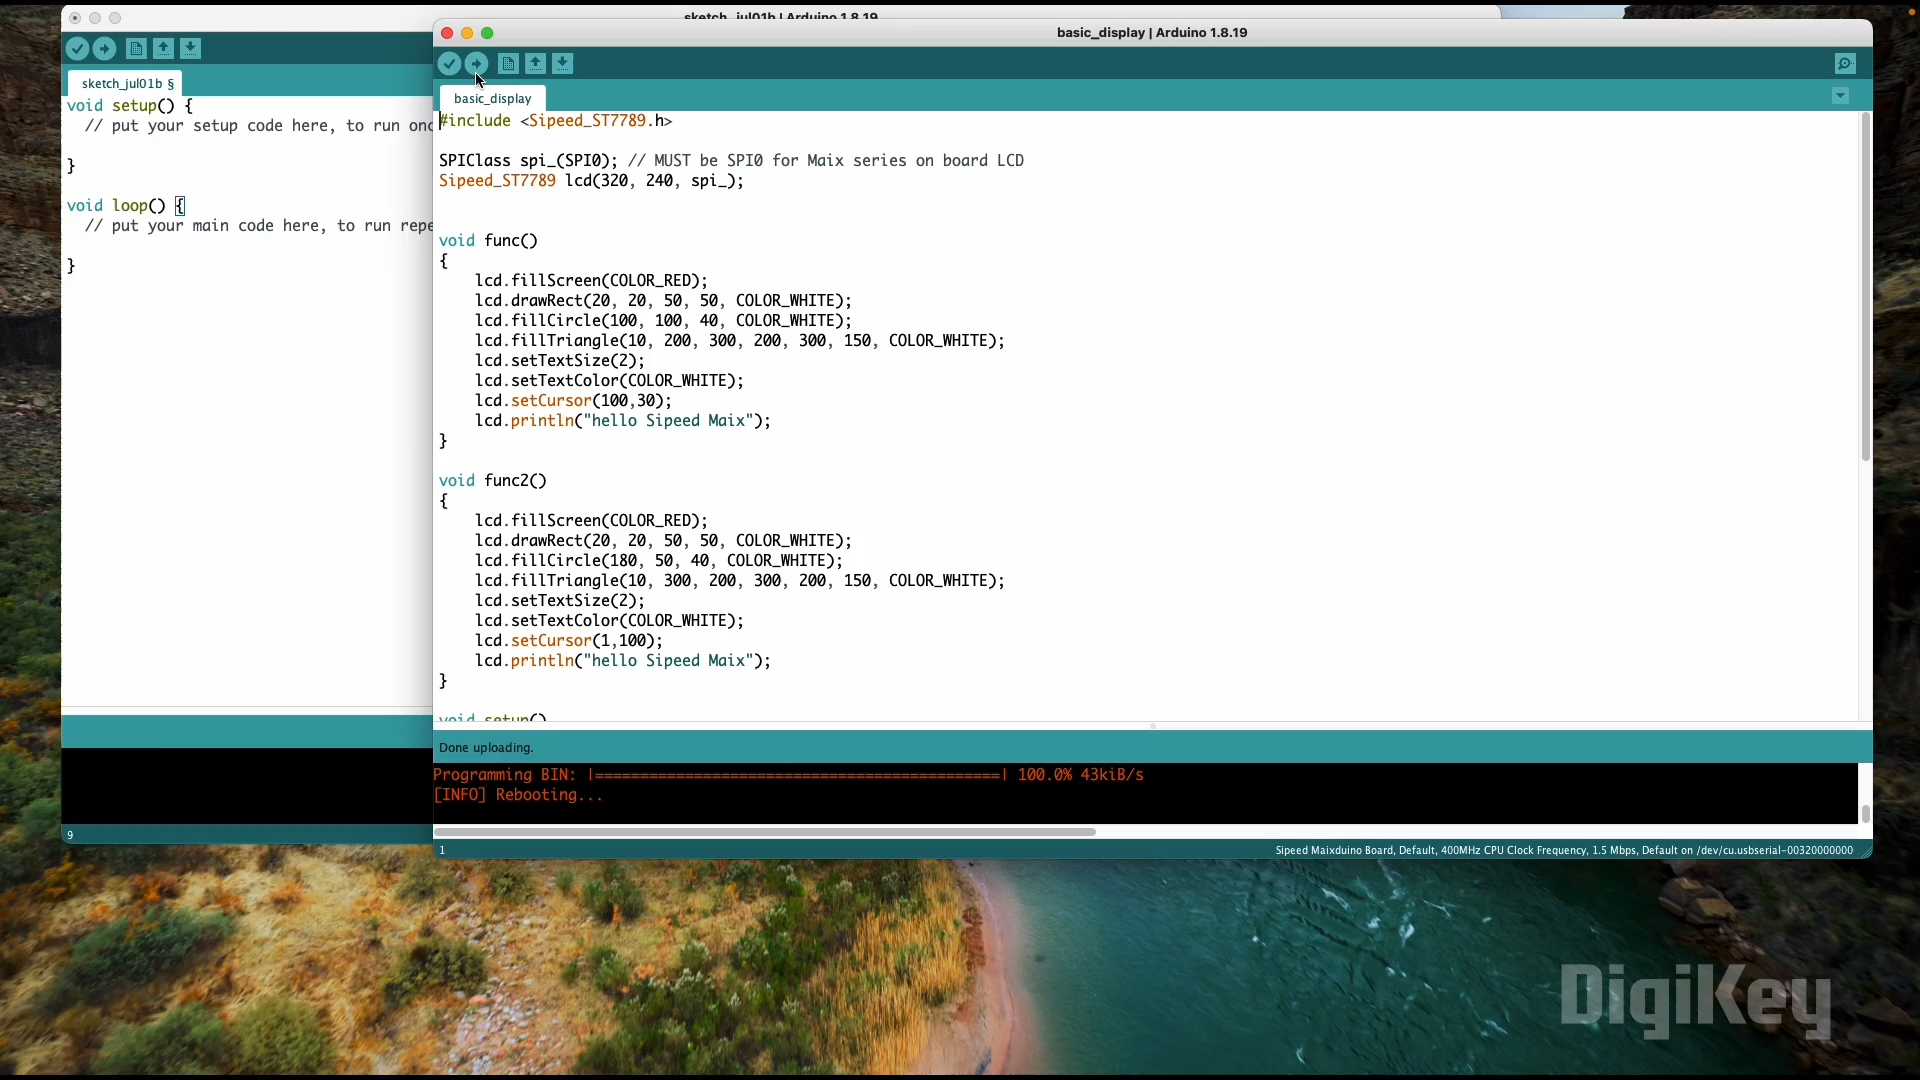 sketch_jul01b | Arduino 1.8.19
sketch_jul01b §
void setup() {
// put your setup code here, to run onc
}
void loop() {
// put your main code here, to run repe
}
9
basic_display | Arduino 1.8.19
basic_display
#include <Sipeed_ST7789.h>
SPIClass spi_(SPI0); // MUST be SPI0 for Maix series on board LCD
Sipeed_ST7789 lcd(320, 240, spi_);
void func()
{
lcd.fillScreen(COLOR_RED);
lcd.drawRect(20, 20, 50, 50, COLOR_WHITE);
lcd.fillCircle(100, 100, 40, COLOR_WHITE);
lcd.fillTriangle(10, 200, 300, 200, 300, 150, COLOR_WHITE);
lcd.setTextSize(2);
lcd.setTextColor(COLOR_WHITE);
lcd.setCursor(100,30);
lcd.println("hello Sipeed Maix");
}
void func2()
{
lcd.fillScreen(COLOR_RED);
lcd.drawRect(20, 20, 50, 50, COLOR_WHITE);
lcd.fillCircle(180, 50, 40, COLOR_WHITE);
lcd.fillTriangle(10, 300, 200, 300, 200, 150, COLOR_WHITE);
lcd.setTextSize(2);
lcd.setTextColor(COLOR_WHITE);
lcd.setCursor(1,100);
lcd.println("hello Sipeed Maix");
}
void setup()
Done uploading.
Programming BIN: |=============================================| 100.0% 43kiB/s
[INFO] Rebooting...
1
Sipeed Maixduino Board, Default, 400MHz CPU Clock Frequency, 1.5 Mbps, Default on /dev/cu.usbserial-00320000000
DigiKey